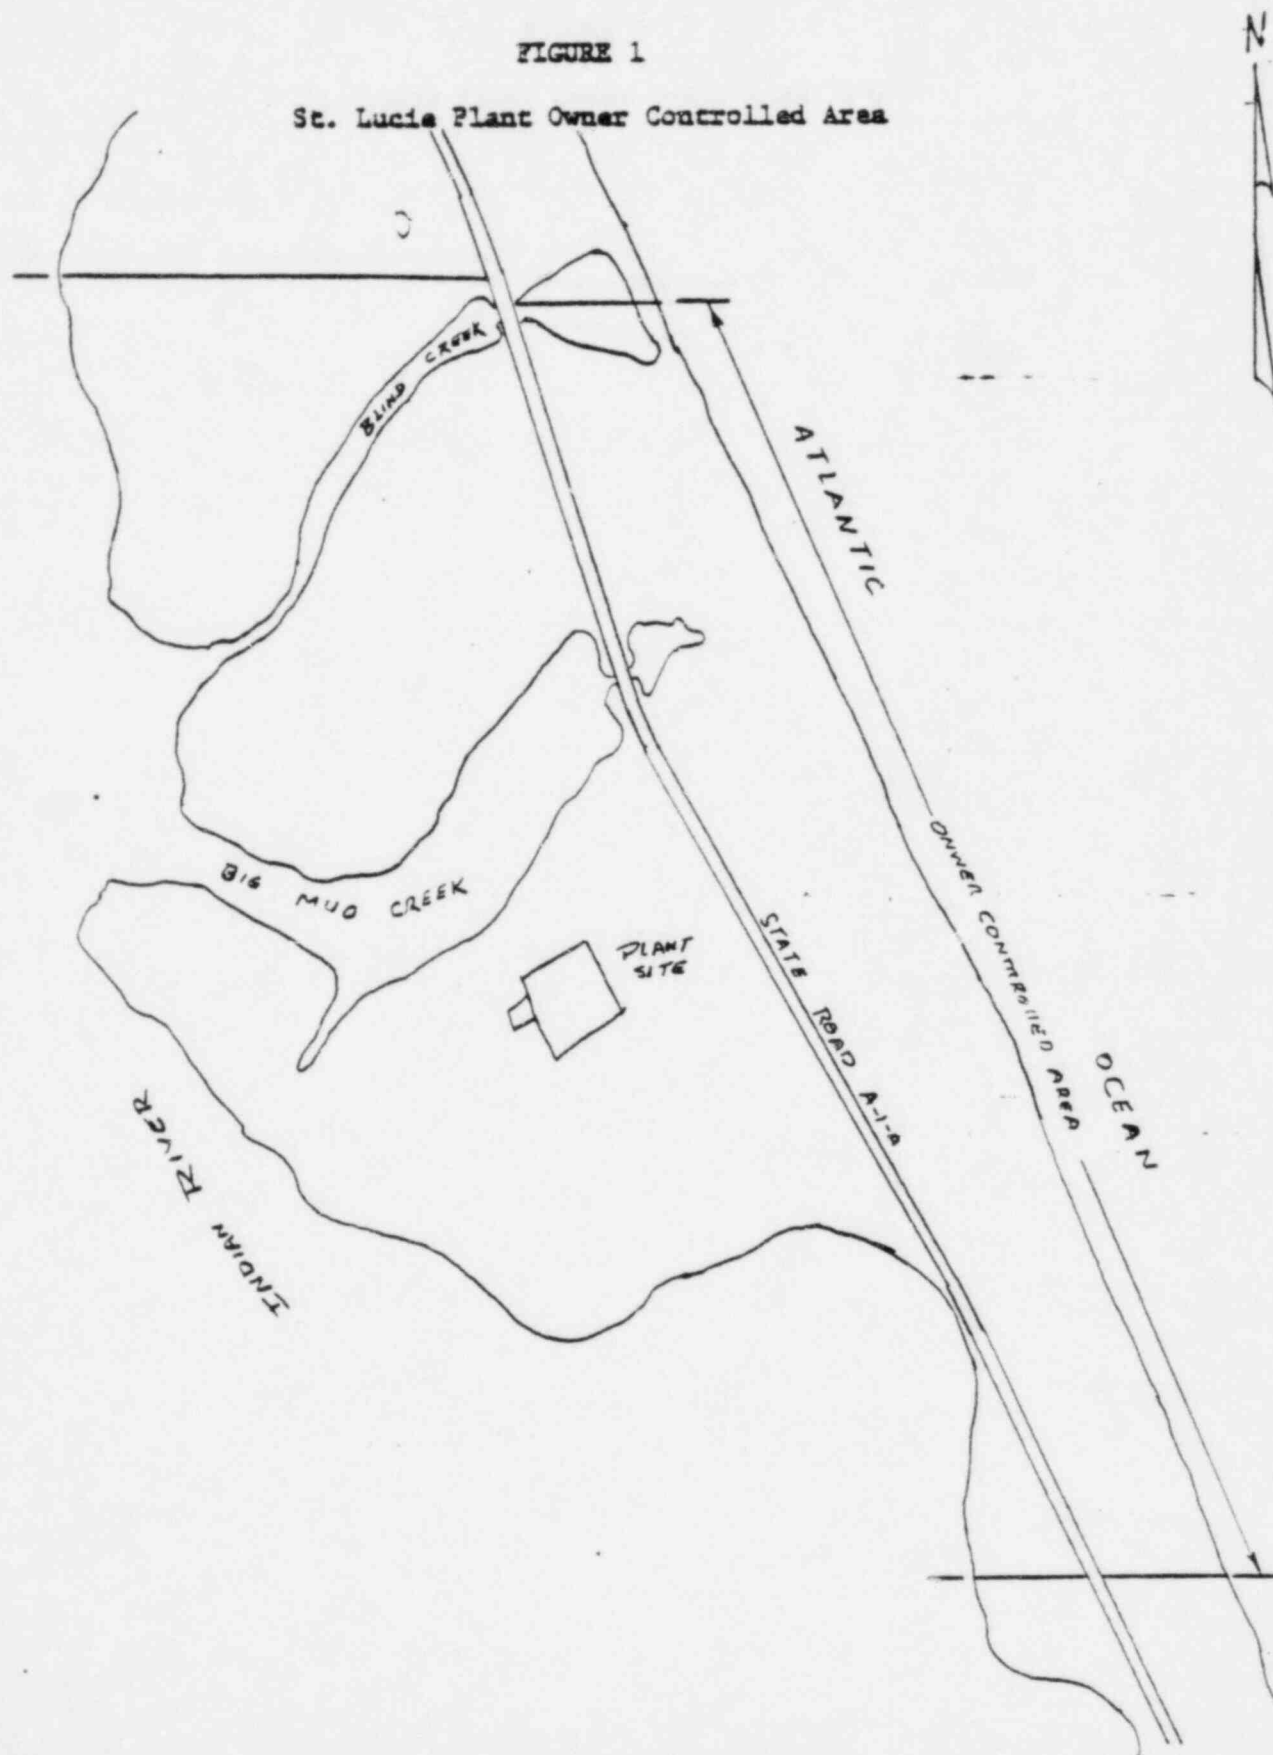 FIGURE 1
St. Lucie Plant Owner Controlled Area
N
BLIND CREEK
ATLANTIC
OCEAN
ONWER CONTROLLED AREA
STATE ROAD A-1-A
BIG MUD CREEK
PLANT
SITE
INDIAN RIVER